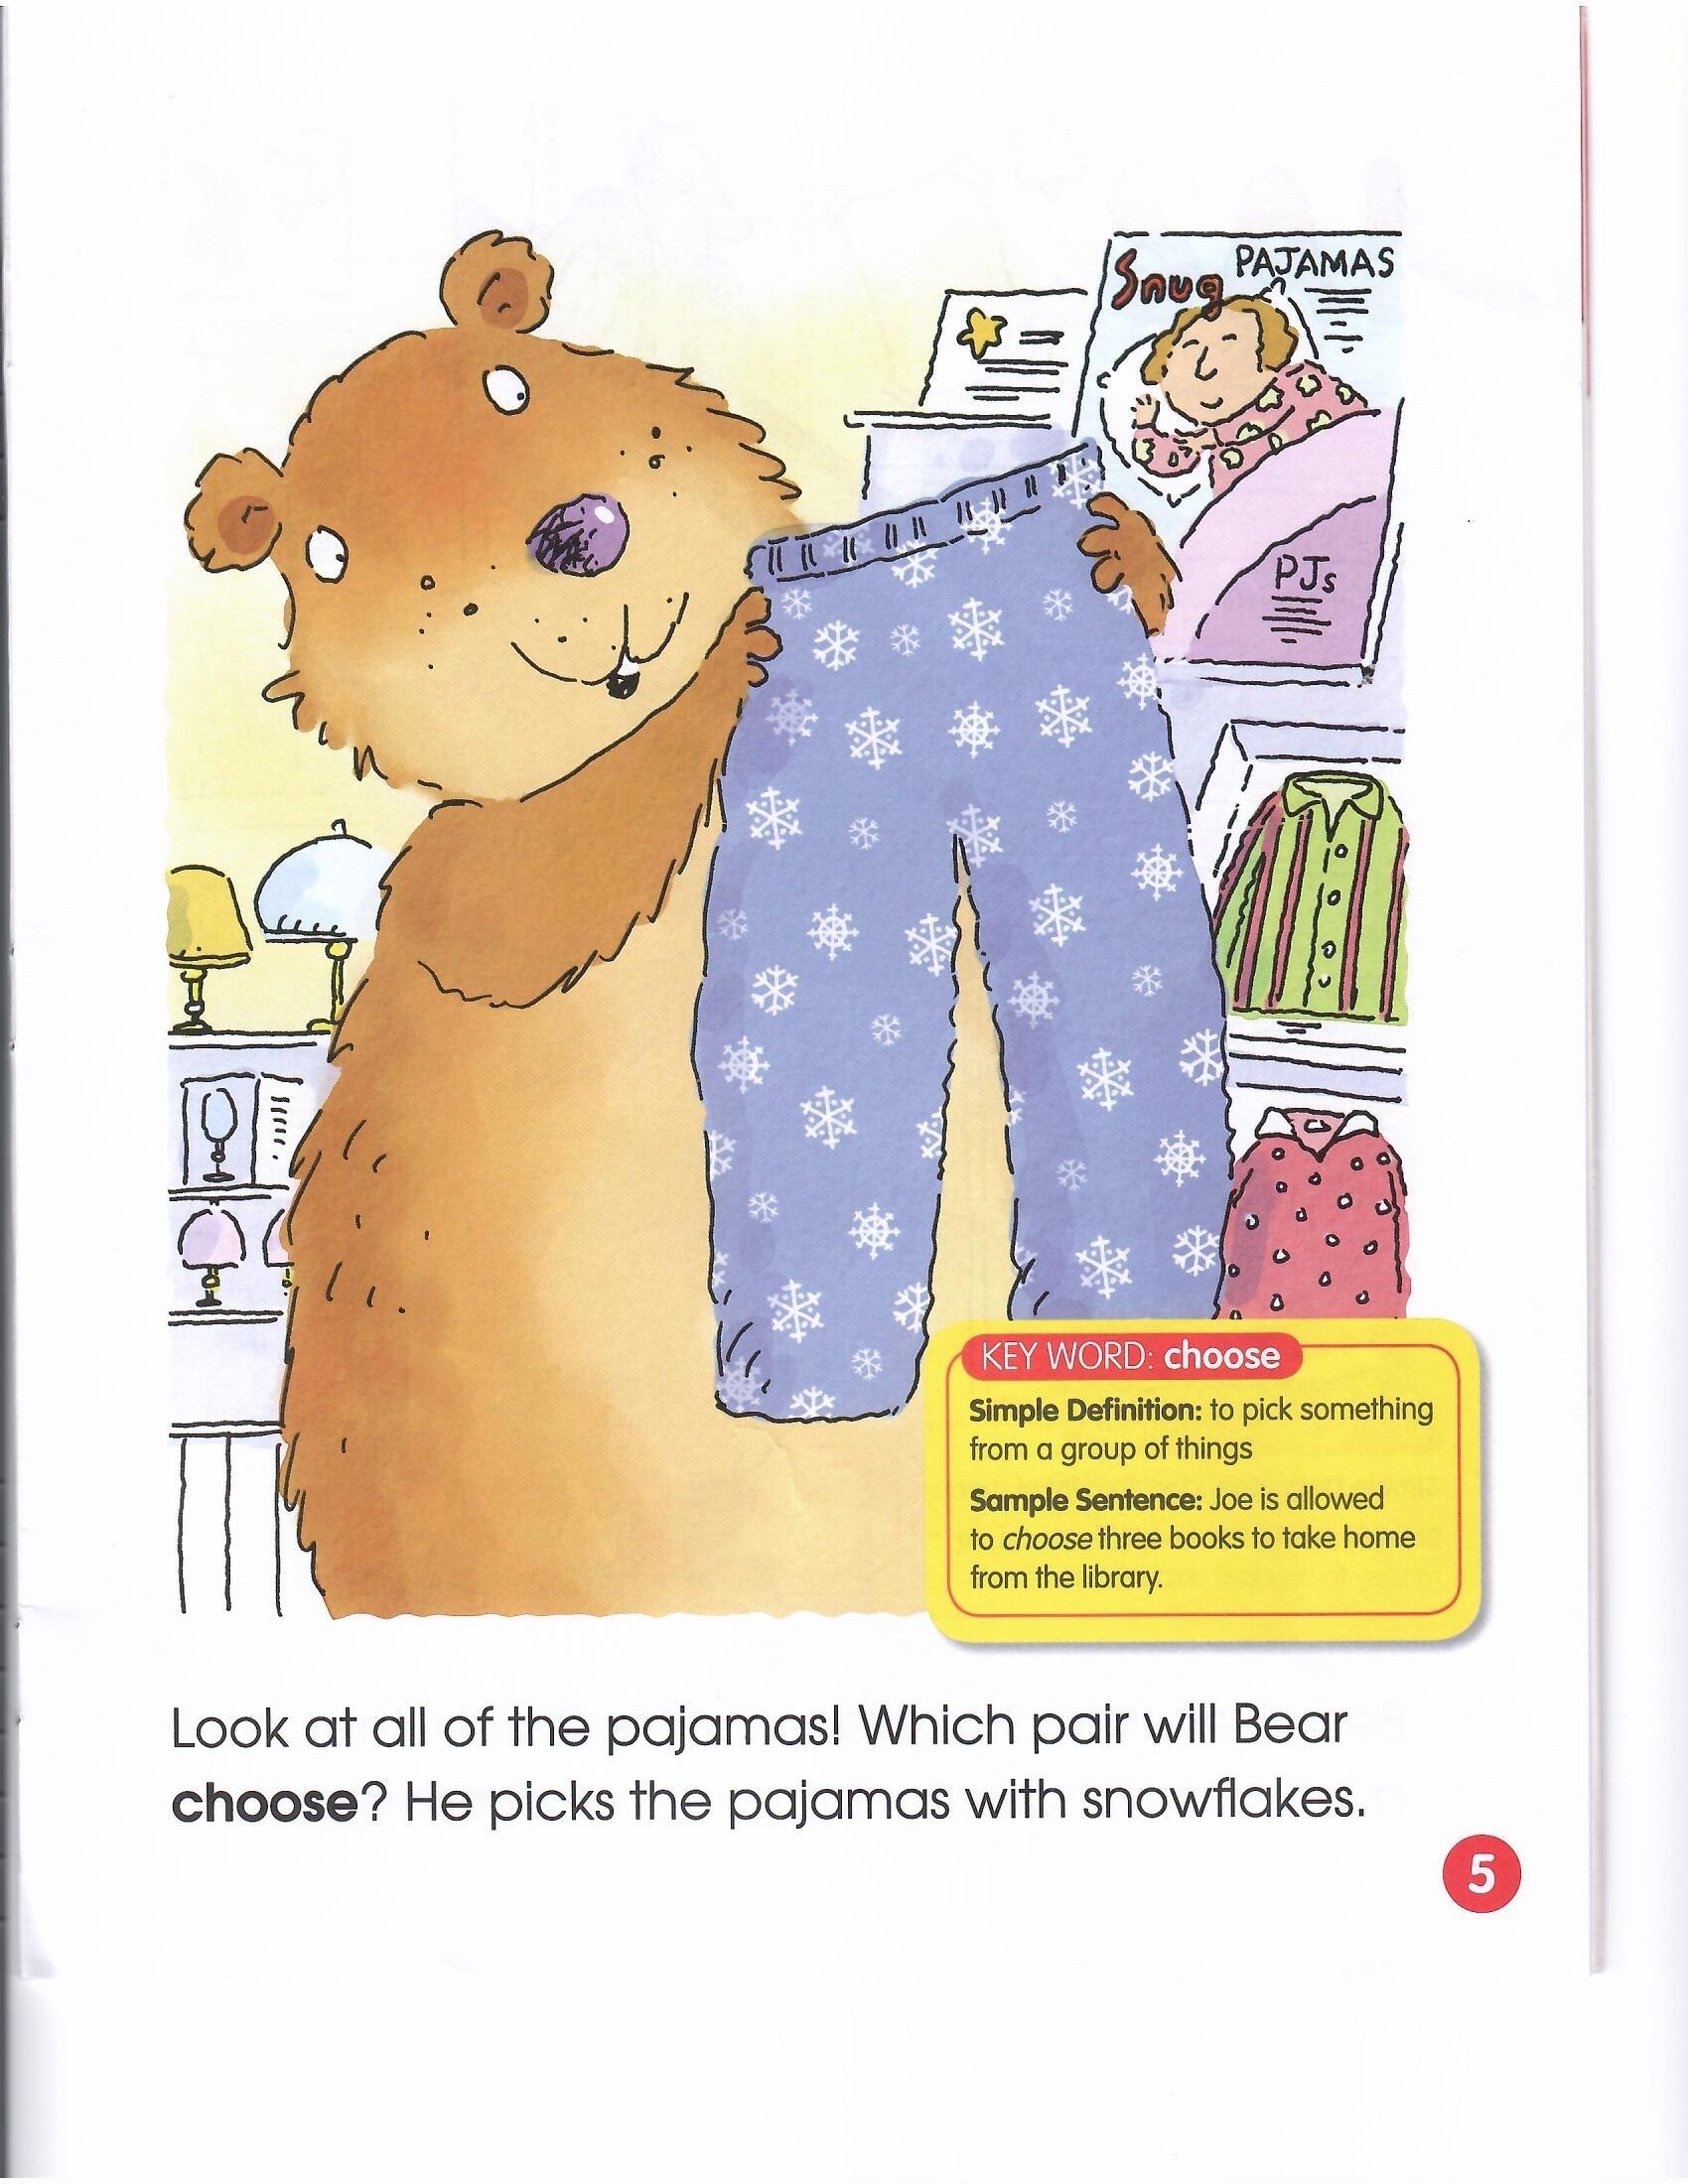 Snug PAJAMAS
PJs
KEY WORD: choose
Simple Definition: to pick something
from a group of things
Sample Sentence: Joe is allowed
to choose three books to take home
from the library.
Look at all of the pajamas! Which pair will Bear
choose? He picks the pajamas with snowflakes.
5